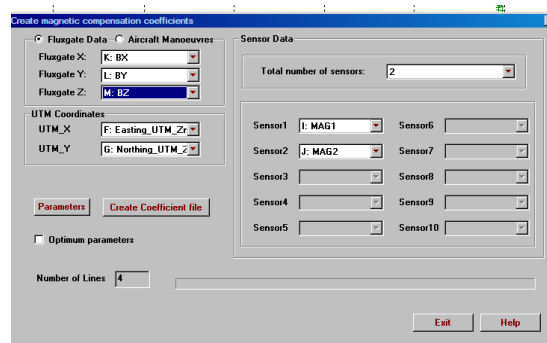 Create magnetic compensation coefficients
Fluxgate Data
Aircraft Manoeuvres
Fluxgate X: K: BX
Fluxgate Y: L: BY
Fluxgate Z: M: BZ
UTM Coordinates
UTM_X F: Easting_UTM_Zr
UTM_Y G: Northing_UTM_Z
Parameters
Create Coefficient file
Optimum parameters
Number of Lines 4
Sensor Data
Total number of sensors: 2
Sensor1 I: MAG1 Sensor6
Sensor2 J: MAG2 Sensor7
Sensor3 Sensor8
Sensor4 Sensor9
Sensor5 Sensor10
Exit
Help